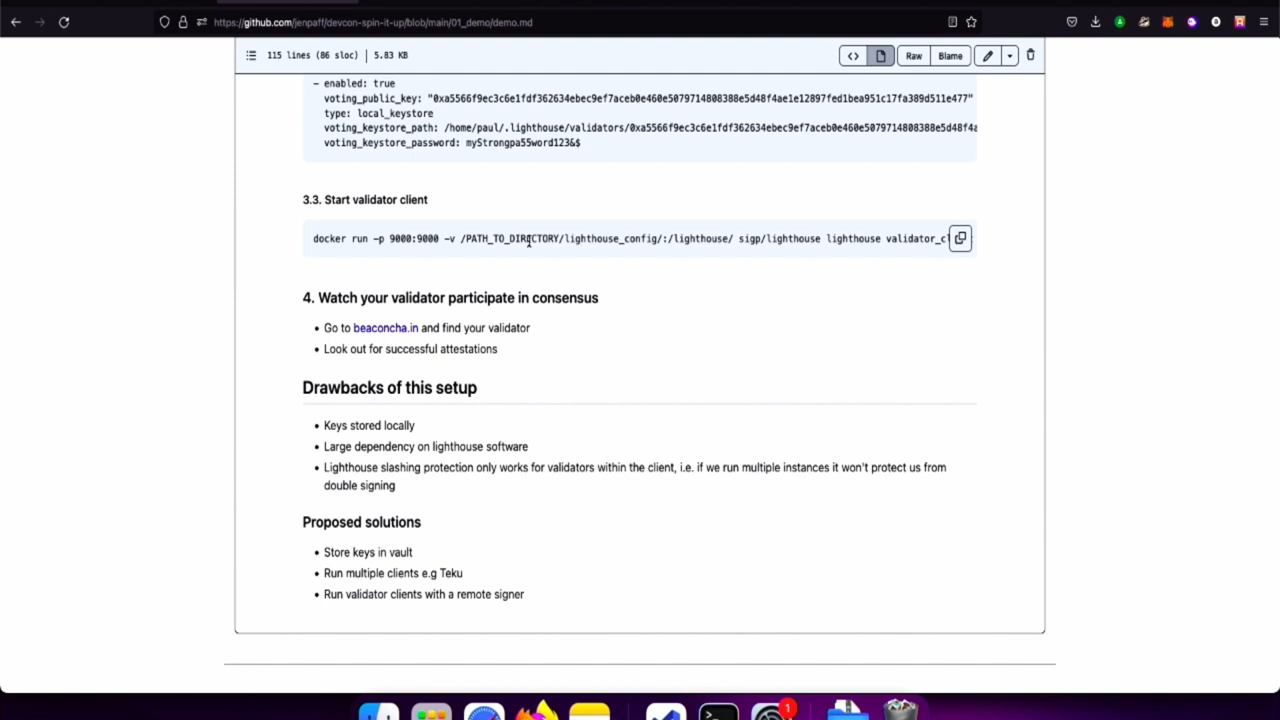 https://github.com/jenpaff/devcon-spin-it-up/blob/main/01_demo/demo.md
115 lines (86 sloc) | 5.83 KB
Raw
Blame
- enabled: true
voting_public_key: "0xa5566f9ec3c6e1fdf362634ebec9ef7aceb0e460e5079714808388e5d48f4ae1e12897fed1bea951c17fa389d511e477"
type: local_keystore
voting_keystore_path: /home/paul/.lighthouse/validators/0xa5566f9ec3c6e1fdf362634ebec9ef7aceb0e460e5079714808388e5d48f4a
voting_keystore_password: myStrongpa55word123&$
3.3. Start validator client
docker run -p 9000:9000 -v /PATH_TO_DIRECTORY/lighthouse_config/:/lighthouse/ sigp/lighthouse lighthouse validator_cl
4. Watch your validator participate in consensus
• Go to beaconcha.in and find your validator
• Look out for successful attestations
Drawbacks of this setup
• Keys stored locally
• Large dependency on lighthouse software
• Lighthouse slashing protection only works for validators within the client, i.e. if we run multiple instances it won't protect us from
double signing
Proposed solutions
• Store keys in vault
• Run multiple clients e.g Teku
• Run validator clients with a remote signer
1